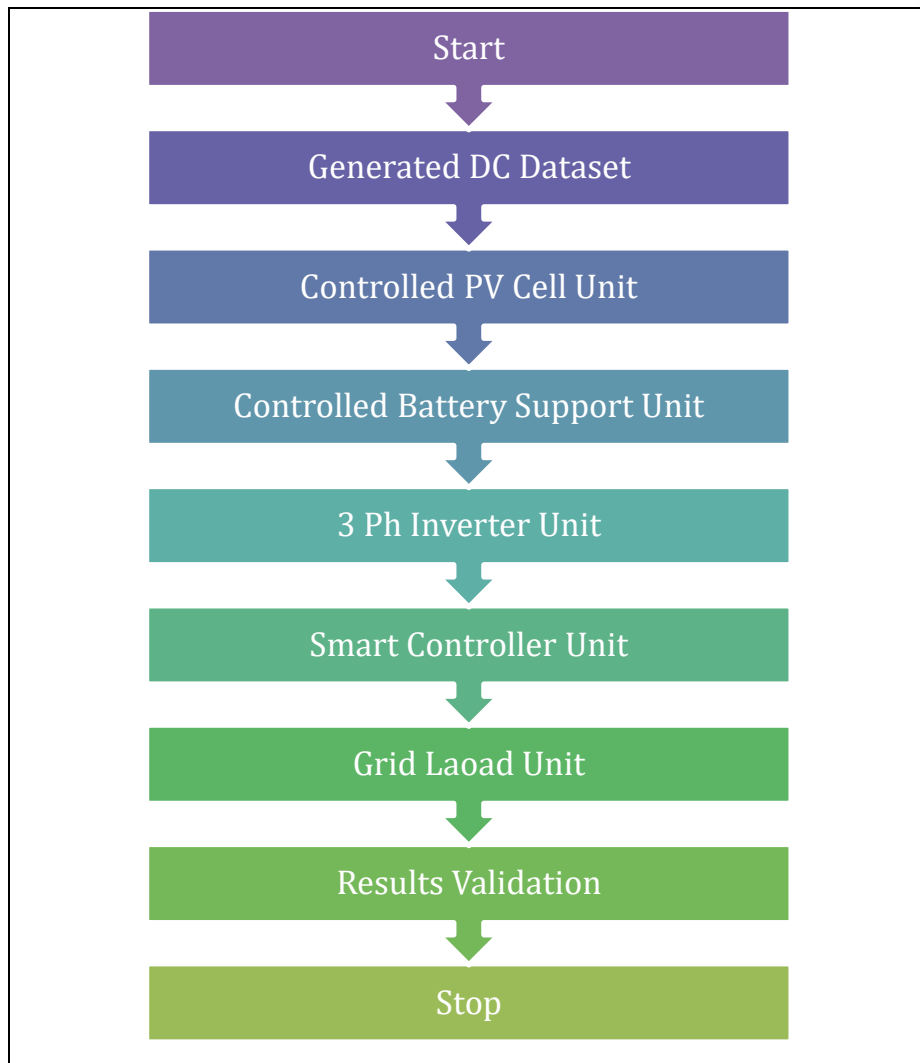 Start
Generated DC Dataset
Controlled PV Cell Unit
Controlled Battery Support Unit
3 Ph Inverter Unit
Smart Controller Unit
Grid Laoad Unit
Results Validation
Stop